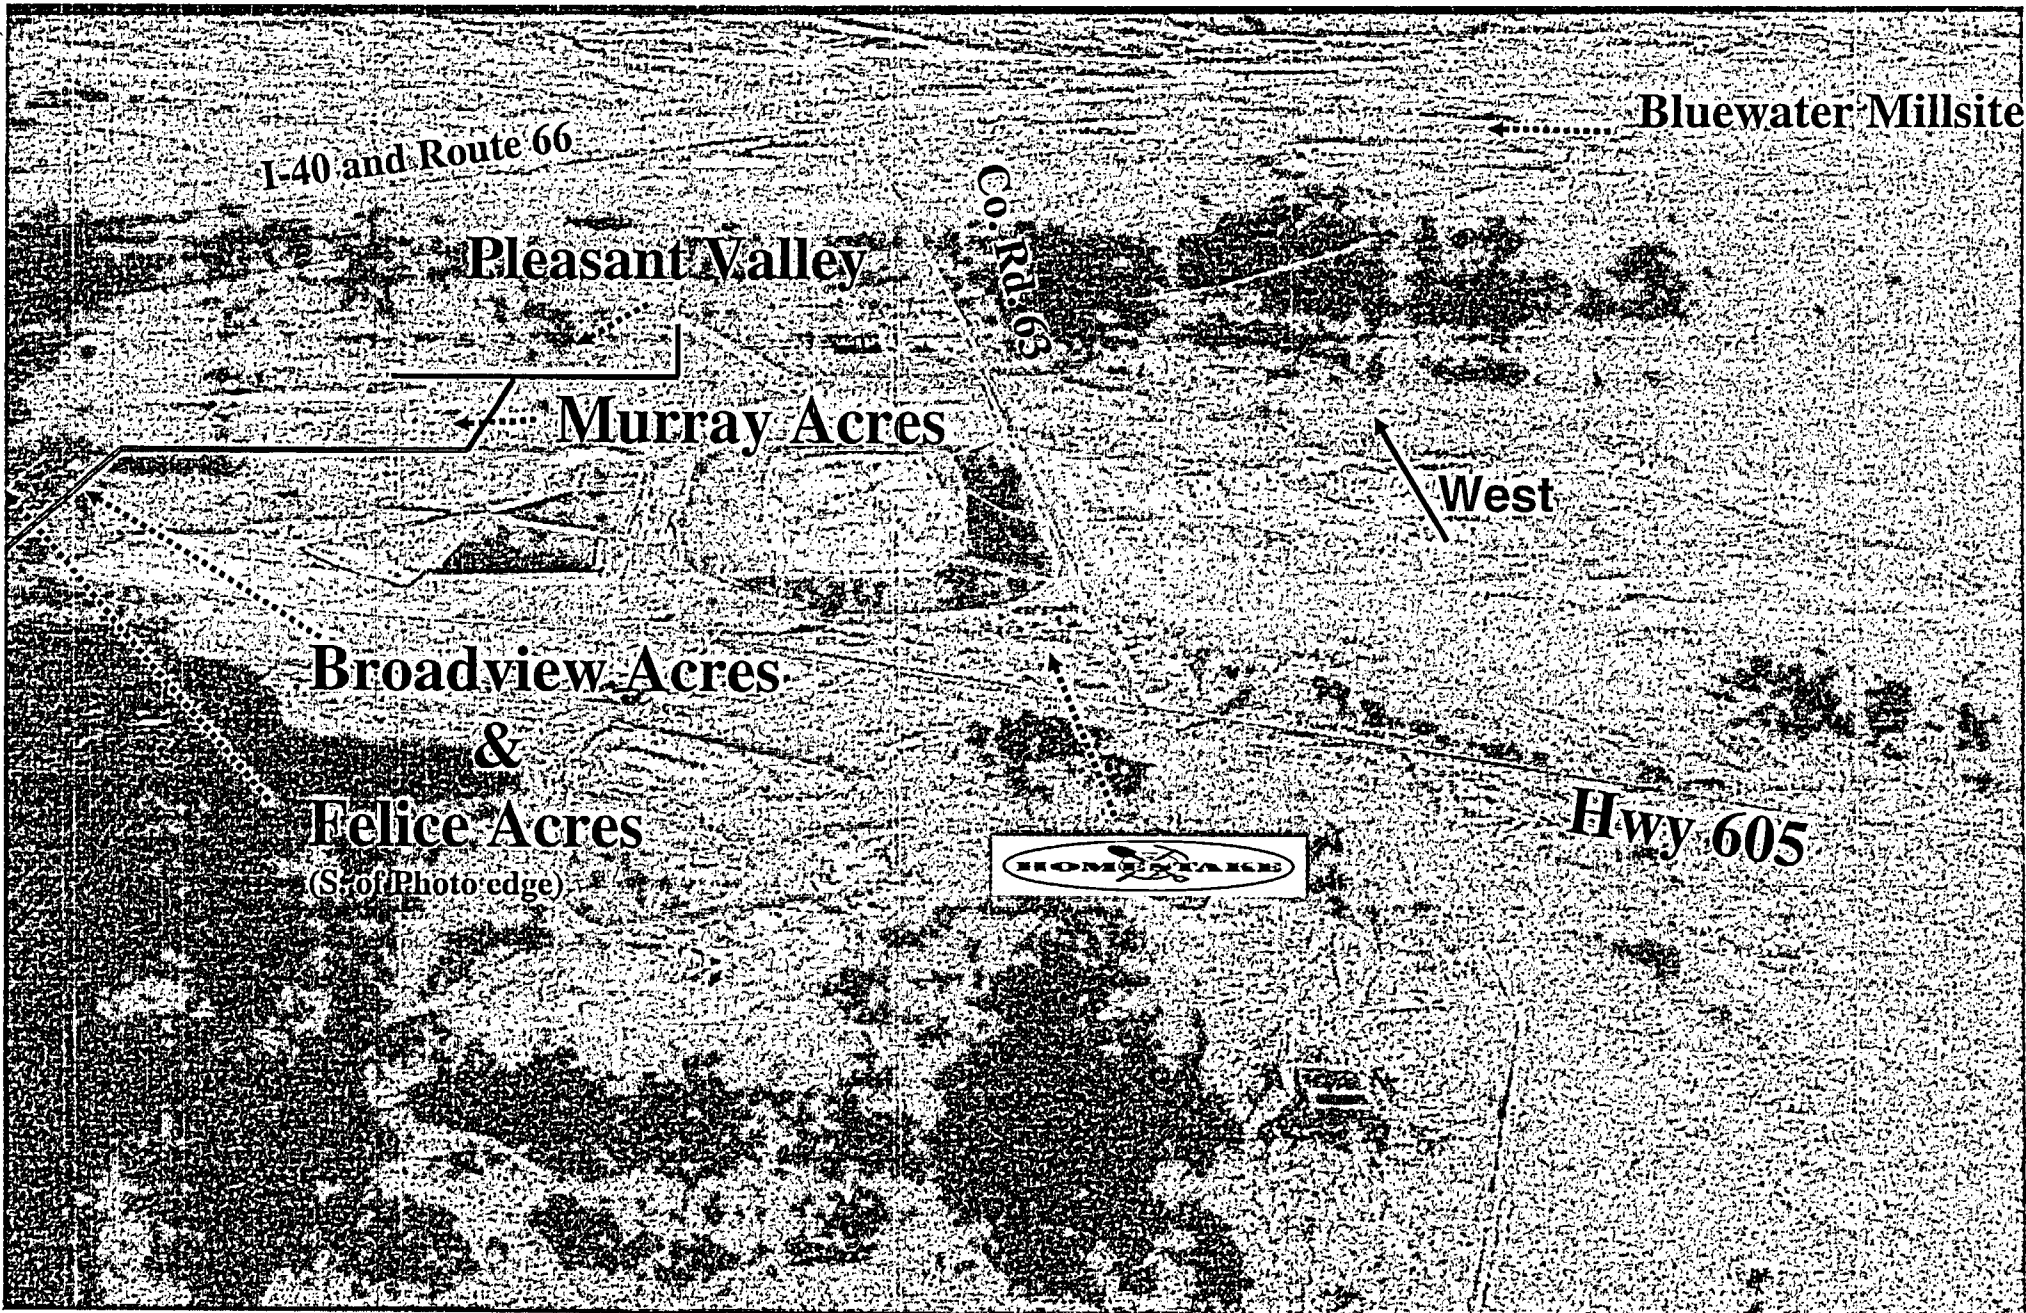 Bluewater Millsite
I-40 and Route 66
Co. Rd. 63
Pleasant Valley
Murray Acres
West
Broadview Acres
&
Felice Acres
(S. of Photo edge)
Hwy 605
HOMESTAKE